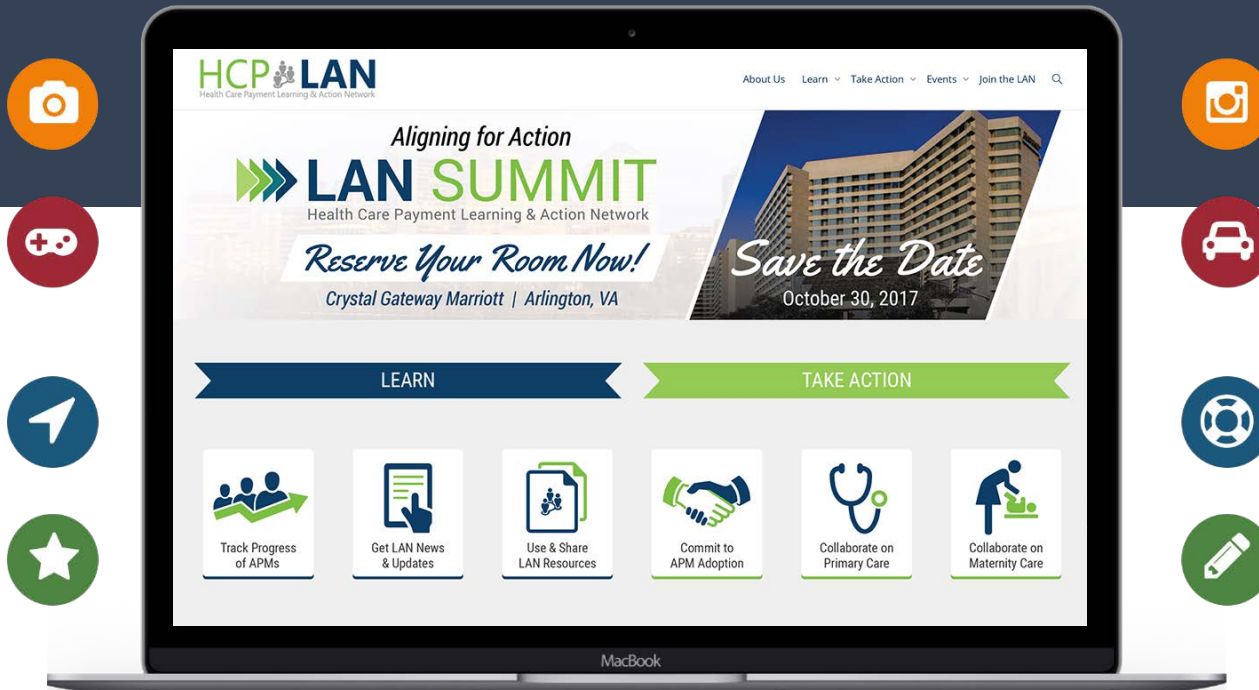 HCP LAN
Health Care Payment Learning & Action Network
About Us Learn Take Action Events Join the LAN
Aligning for Action
LAN SUMMIT
Health Care Payment Learning & Action Network
Reserve Your Room Now!
Crystal Gateway Marriott | Arlington, VA
Save the Date
October 30, 2017
LEARN
TAKE ACTION
Track Progress
of APMs
Get LAN News
& Updates
Use & Share
LAN Resources
Commit to
APM Adoption
Collaborate on
Primary Care
Collaborate on
Maternity Care
MacBook